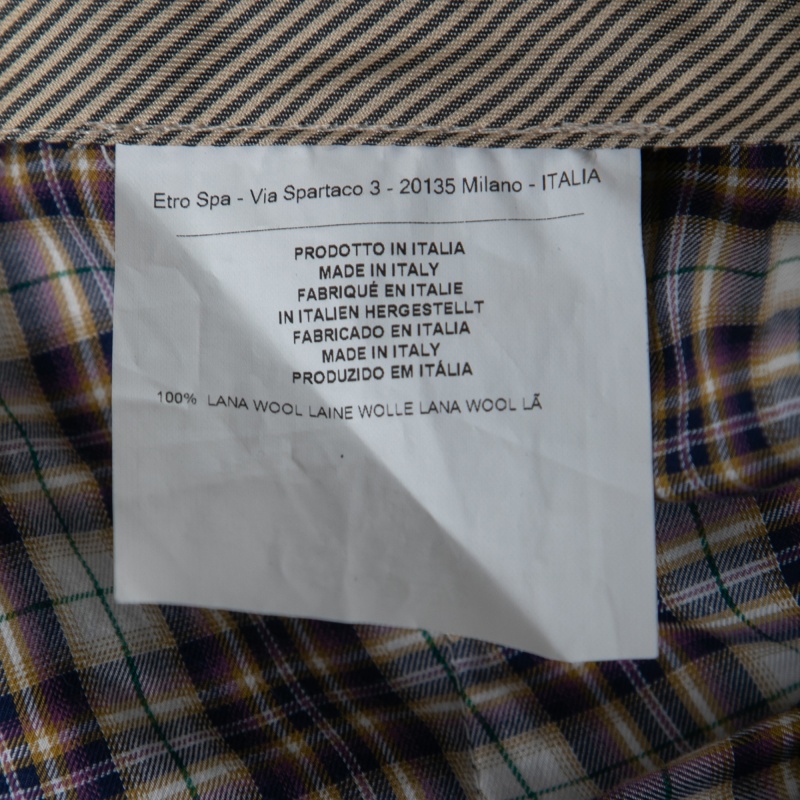 Etro Spa - Via Spartaco 3 - 20135 Milano - ITALIA
PRODOTTO IN ITALIA
MADE IN ITALY
FABRIQUÉ EN ITALIE
IN ITALIEN HERGESTELLT
FABRICADO EN ITALIA
MADE IN ITALY
PRODUZIDO EM ITÁLIA
100% LANA WOOL LAINE WOLLE LANA WOOL LÃ